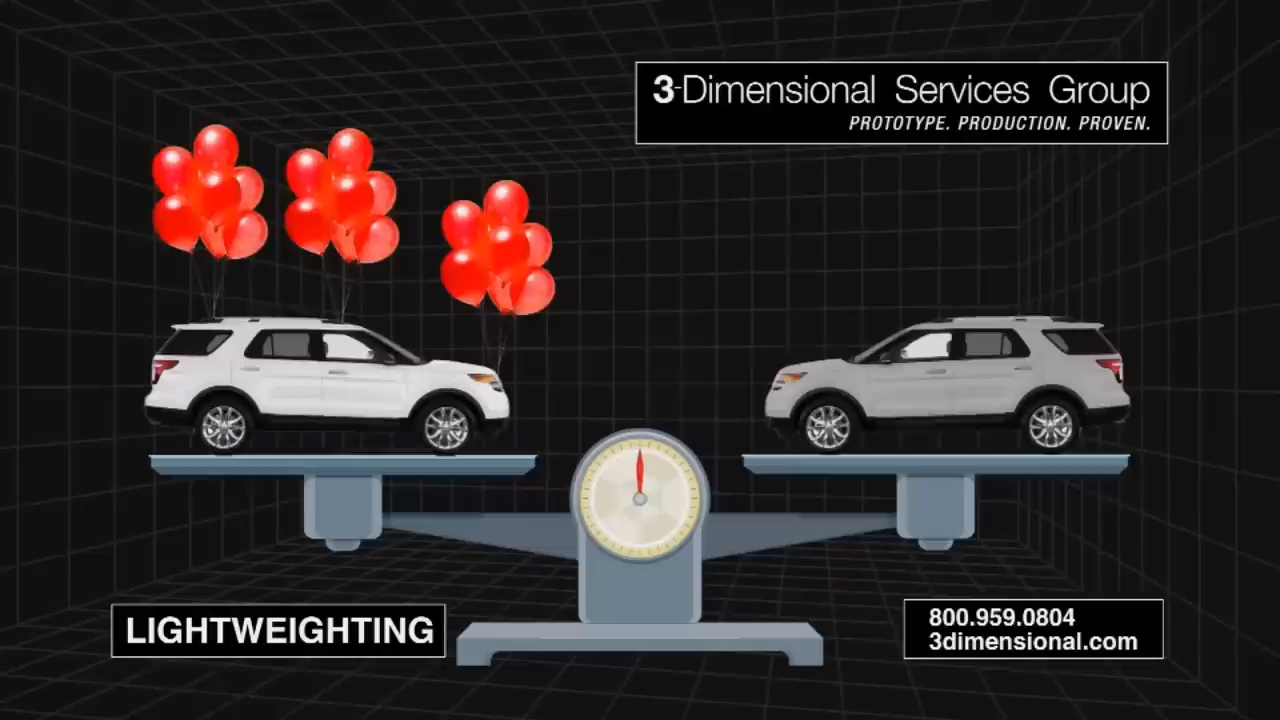 3-Dimensional Services Group
PROTOTYPE. PRODUCTION. PROVEN.
LIGHTWEIGHTING
800.959.0804
3dimensional.com